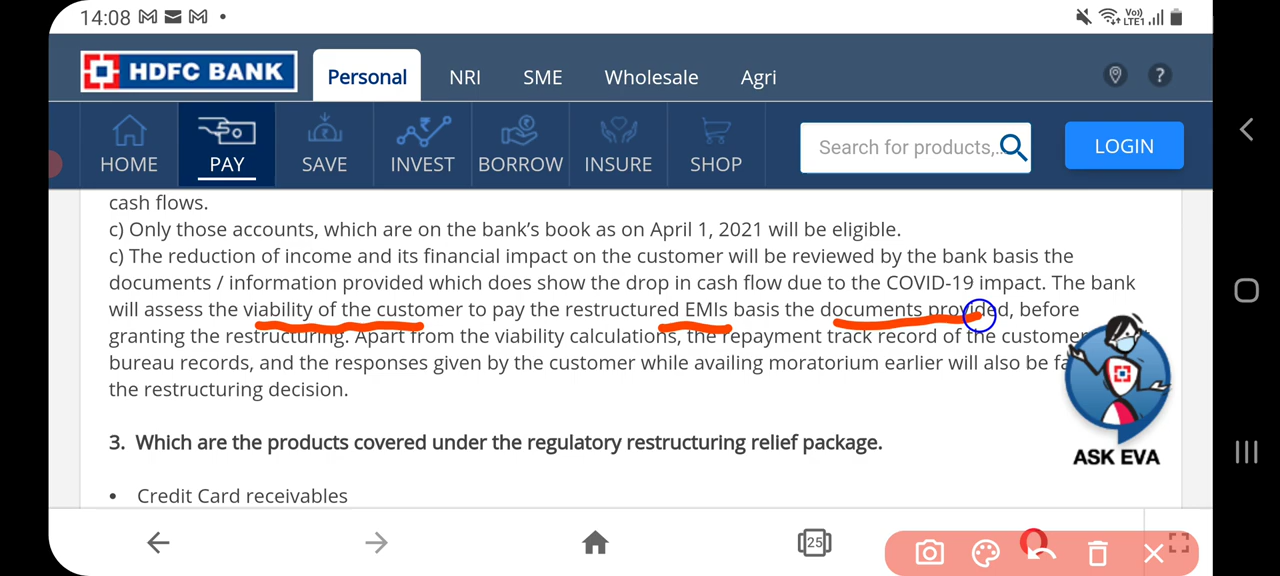 14:08
Vo)) LTE1
HDFC BANK Personal NRI SME Wholesale Agri ?
HOME PAY SAVE INVEST BORROW INSURE SHOP Search for products,.. LOGIN
cash flows.
c) Only those accounts, which are on the bank's book as on April 1, 2021 will be eligible.
c) The reduction of income and its financial impact on the customer will be reviewed by the bank basis the
documents / information provided which does show the drop in cash flow due to the COVID-19 impact. The bank
will assess the viability of the customer to pay the restructured EMIs basis the documents provided, before
granting the restructuring. Apart from the viability calculations, the repayment track record of the customer
bureau records, and the responses given by the customer while availing moratorium earlier will also be fa
the restructuring decision.
3. Which are the products covered under the regulatory restructuring relief package.
• Credit Card receivables
ASK EVA
25